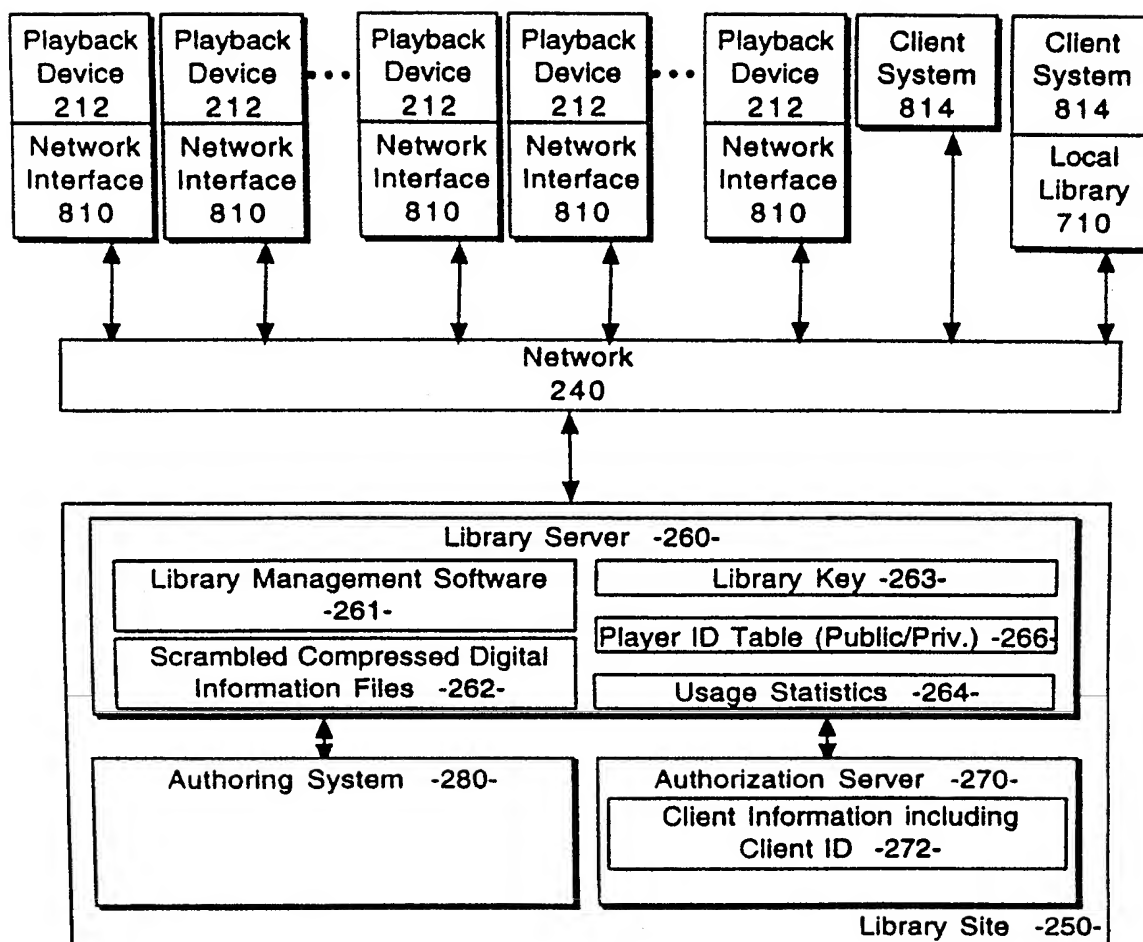 Playback Device 212
Network Interface 810
Playback Device 212
Network Interface 810
Playback Device 212
Network Interface 810
Playback Device 212
Network Interface 810
Playback Device 212
Network Interface 810
Client System 814
Client System 814
Local Library 710
Network
240
Library Server -260-
Library Management Software
-261-
Scrambled Compressed Digital
Information Files -262-
Library Key -263-
Player ID Table (Public/Priv.) -266-
Usage Statistics -264-
Authoring System -280-
Authorization Server -270-
Client Information including
Client ID -272-
Library Site -250-